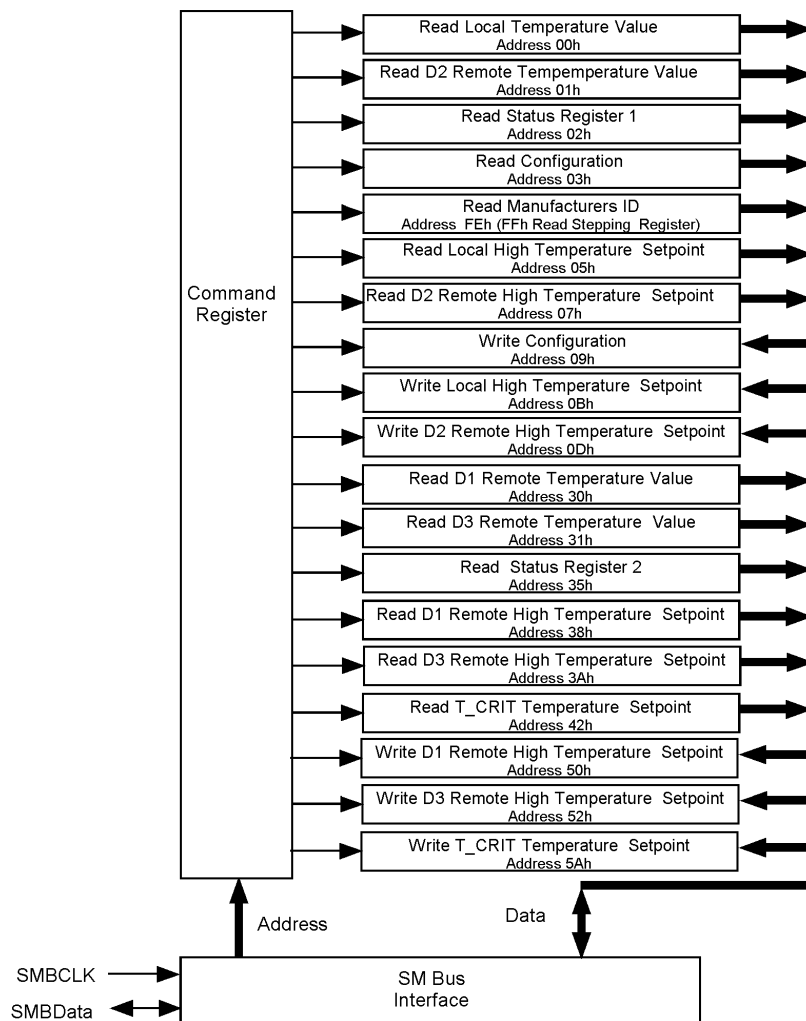 Read Local Temperature Value
Address 00h
Read D2 Remote Tempemperature Value
Address 01h
Read Status Register 1
Address 02h
Read Configuration
Address 03h
Read Manufacturers ID
Address FEh (FFh Read Stepping Register)
Read Local High Temperature Setpoint
Address 05h
Command
Register
Read D2 Remote High Temperature Setpoint
Address 07h
Write Configuration
Address 09h
Write Local High Temperature Setpoint
Address 0Bh
Write D2 Remote High Temperature Setpoint
Address 0Dh
Read D1 Remote Temperature Value
Address 30h
Read D3 Remote Temperature Value
Address 31h
Read Status Register 2
Address 35h
Read D1 Remote High Temperature Setpoint
Address 38h
Read D3 Remote High Temperature Setpoint
Address 3Ah
Read T_CRIT Temperature Setpoint
Address 42h
Write D1 Remote High Temperature Setpoint
Address 50h
Write D3 Remote High Temperature Setpoint
Address 52h
Write T_CRIT Temperature Setpoint
Address 5Ah
Address
Data
SMBCLK
SMBData
SM Bus
Interface